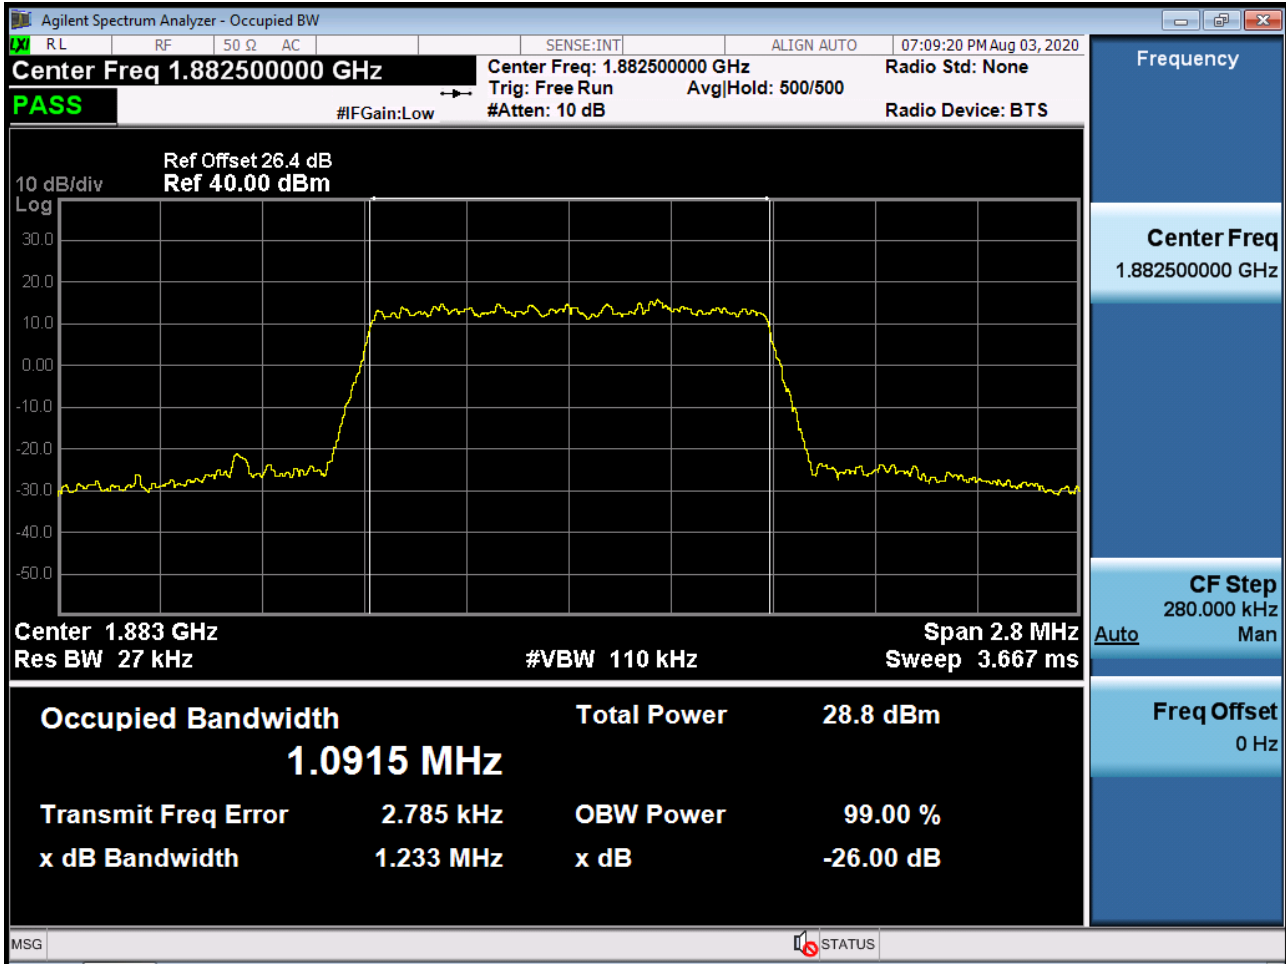 Agilent Spectrum Analyzer - Occupied BW
LXI RL RF 50 Ω AC SENSE:INT ALIGN AUTO 07:09:20 PM Aug 03, 2020
Center Freq 1.882500000 GHz
Center Freq: 1.882500000 GHz Radio Std: None
Trig: Free Run Avg|Hold: 500/500
PASS
#IFGain:Low #Atten: 10 dB Radio Device: BTS
Ref Offset 26.4 dB
10 dB/div Ref 40.00 dBm
Log
30.0
20.0
10.0
0.00
-10.0
-20.0
-30.0
-40.0
-50.0
Center 1.883 GHz Span 2.8 MHz
Res BW 27 kHz #VBW 110 kHz Sweep 3.667 ms
Occupied Bandwidth Total Power 28.8 dBm
1.0915 MHz
Transmit Freq Error 2.785 kHz OBW Power 99.00 %
x dB Bandwidth 1.233 MHz x dB -26.00 dB
MSG STATUS
Frequency
Center Freq
1.882500000 GHz
CF Step
280.000 kHz
Auto Man
Freq Offset
0 Hz